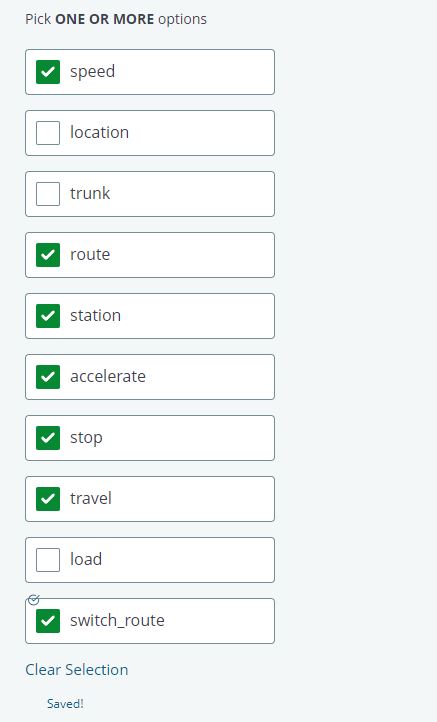 Pick ONE OR MORE options
speed
location
trunk
route
station
accelerate
stop
travel
load
switch_route
Clear Selection
Saved!